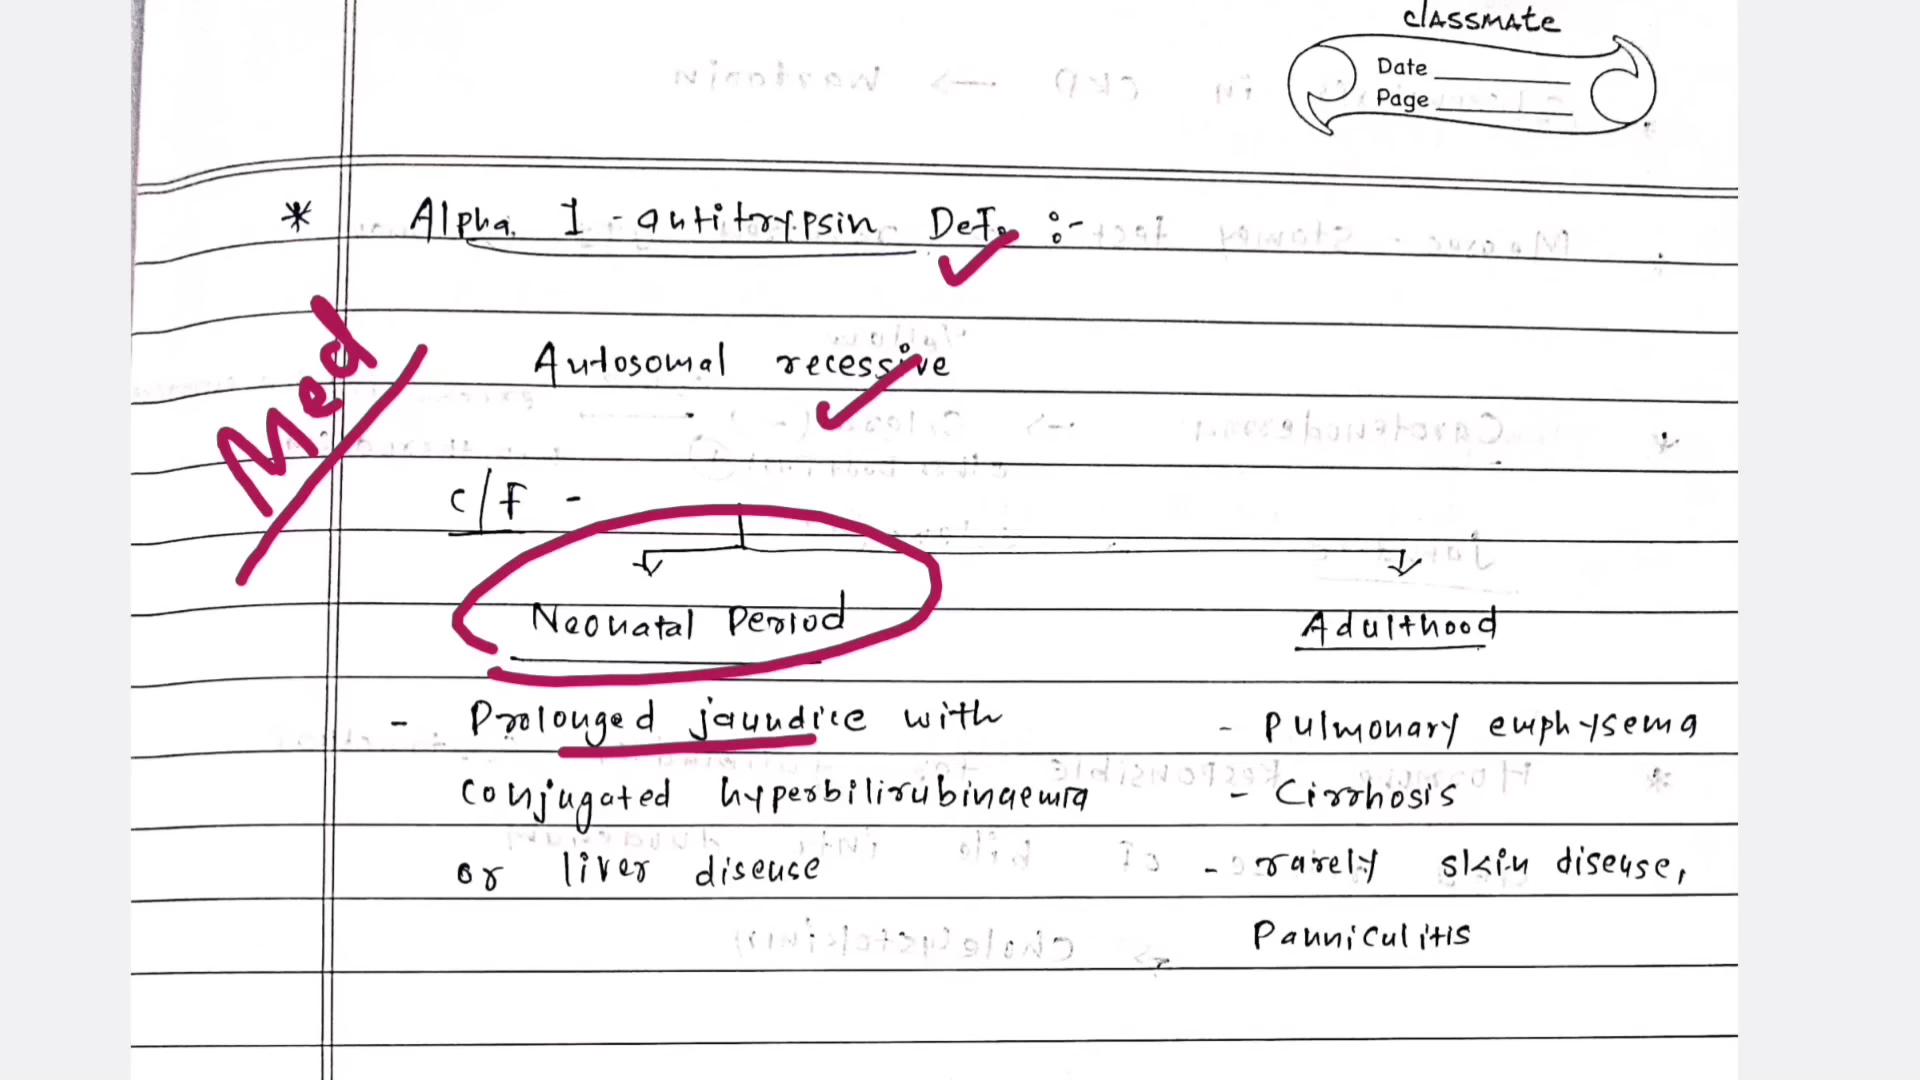 classmate
Date
Page
* Alpha 1 - antitrypsin Def. :-
Med
Autosomal recessive
c/f -
Neonatal Period
Adulthood
- Prolonged jaundice with
conjugated hyperbilirubinaemia
or liver disease
- Pulmonary emphysema
- Cirrhosis
- rarely skin disease,
Panniculitis